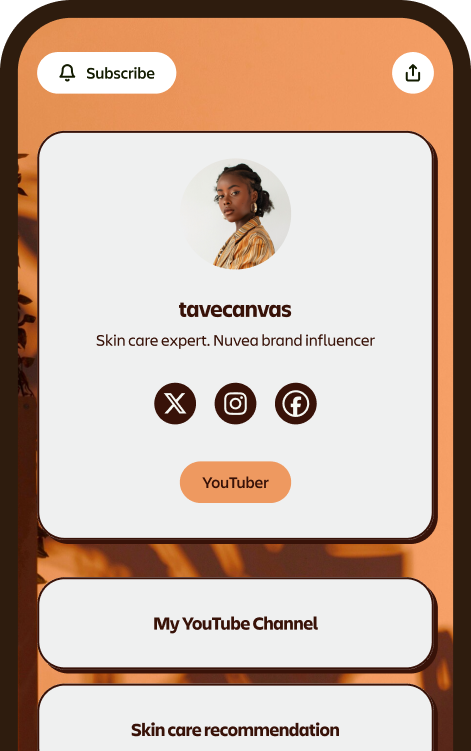 Subscribe
tavecanvas
Skin care expert. Nuvea brand influencer
YouTuber
My YouTube Channel
Skin care recommendation